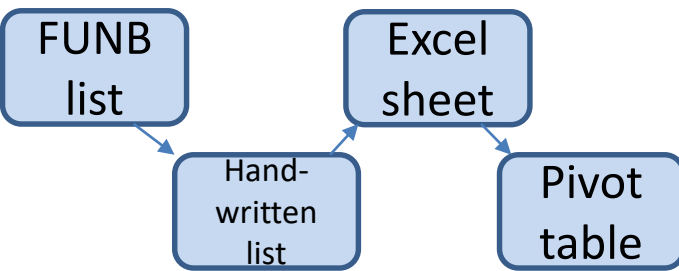 FUNB
list
Hand-
written
list
Excel
sheet
Pivot
table